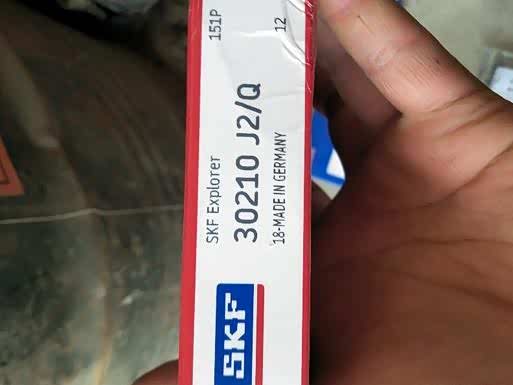 SKF
SKF Explorer
30210 J2/Q
18-MADE IN GERMANY
151P
12